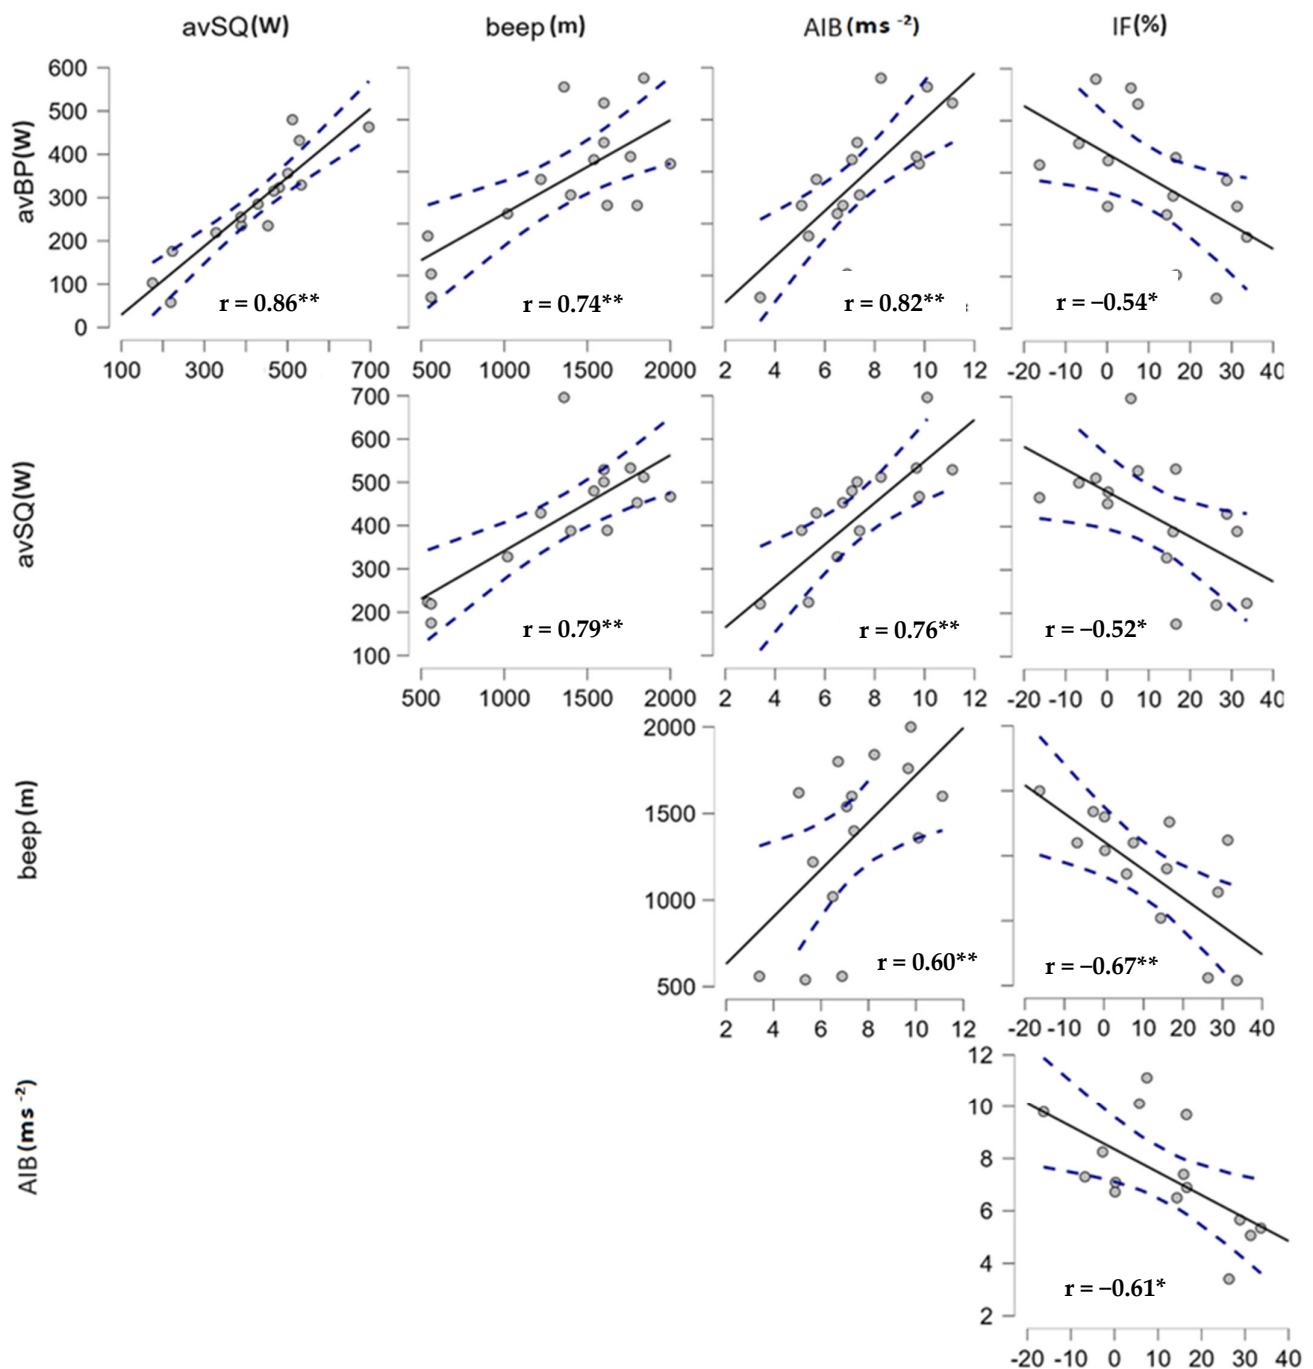 avSQ(W) beep (m) AIB (ms -2) IF(%)
avBP(W)
600
500
400
300
200
100
0
r = 0.86** r = 0.74** r = 0.82** r = −0.54*
100 300 500 700 500 1000 1500 2000 2 4 6 8 10 12 -20 -10 0 10 20 30 40
avSQ(W)
700
600
500
400
300
200
100
r = 0.79** r = 0.76** r = −0.52*
500 1000 1500 2000 2 4 6 8 10 12 -20 -10 0 10 20 30 40
beep (m)
2000
1500
1000
500
r = 0.60** r = −0.67**
2 4 6 8 10 12 -20 -10 0 10 20 30 40
AIB (ms -2)
12
10
8
6
4
2
r = −0.61*
-20 -10 0 10 20 30 40